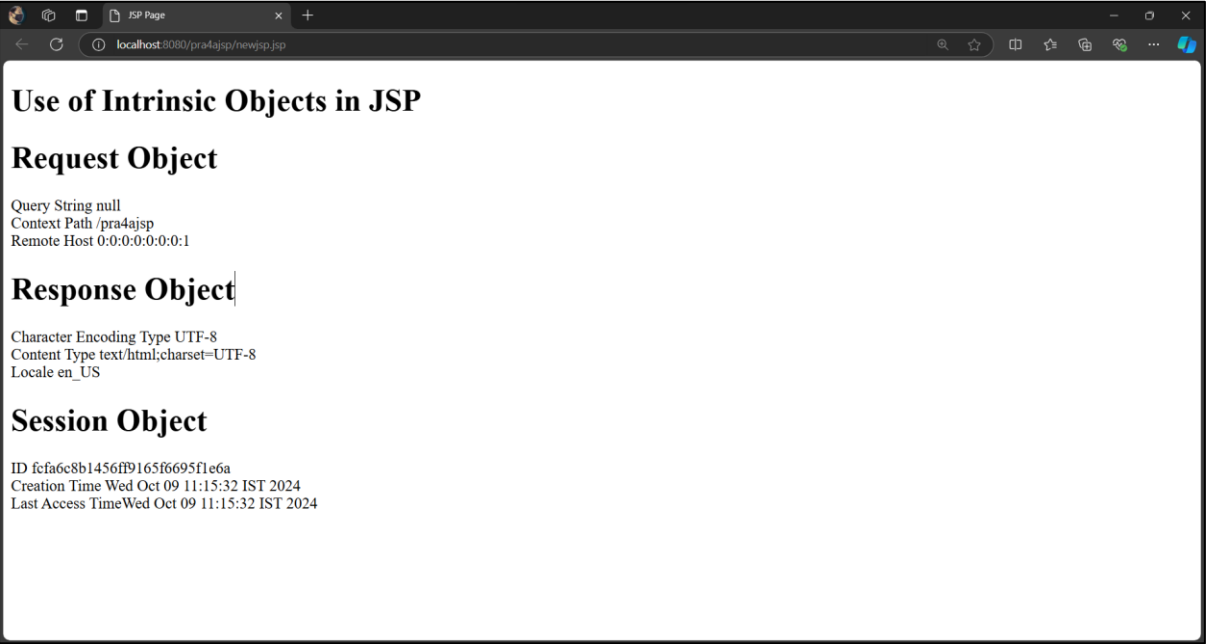 JSP Page
localhost:8080/pra4ajsp/newjsp.jsp
Use of Intrinsic Objects in JSP
Request Object
Query String null
Context Path /pra4ajsp
Remote Host 0:0:0:0:0:0:0:1
Response Object
Character Encoding Type UTF-8
Content Type text/html;charset=UTF-8
Locale en_US
Session Object
ID fcfa6c8b1456ff9165f6695f1e6a
Creation Time Wed Oct 09 11:15:32 IST 2024
Last Access TimeWed Oct 09 11:15:32 IST 2024